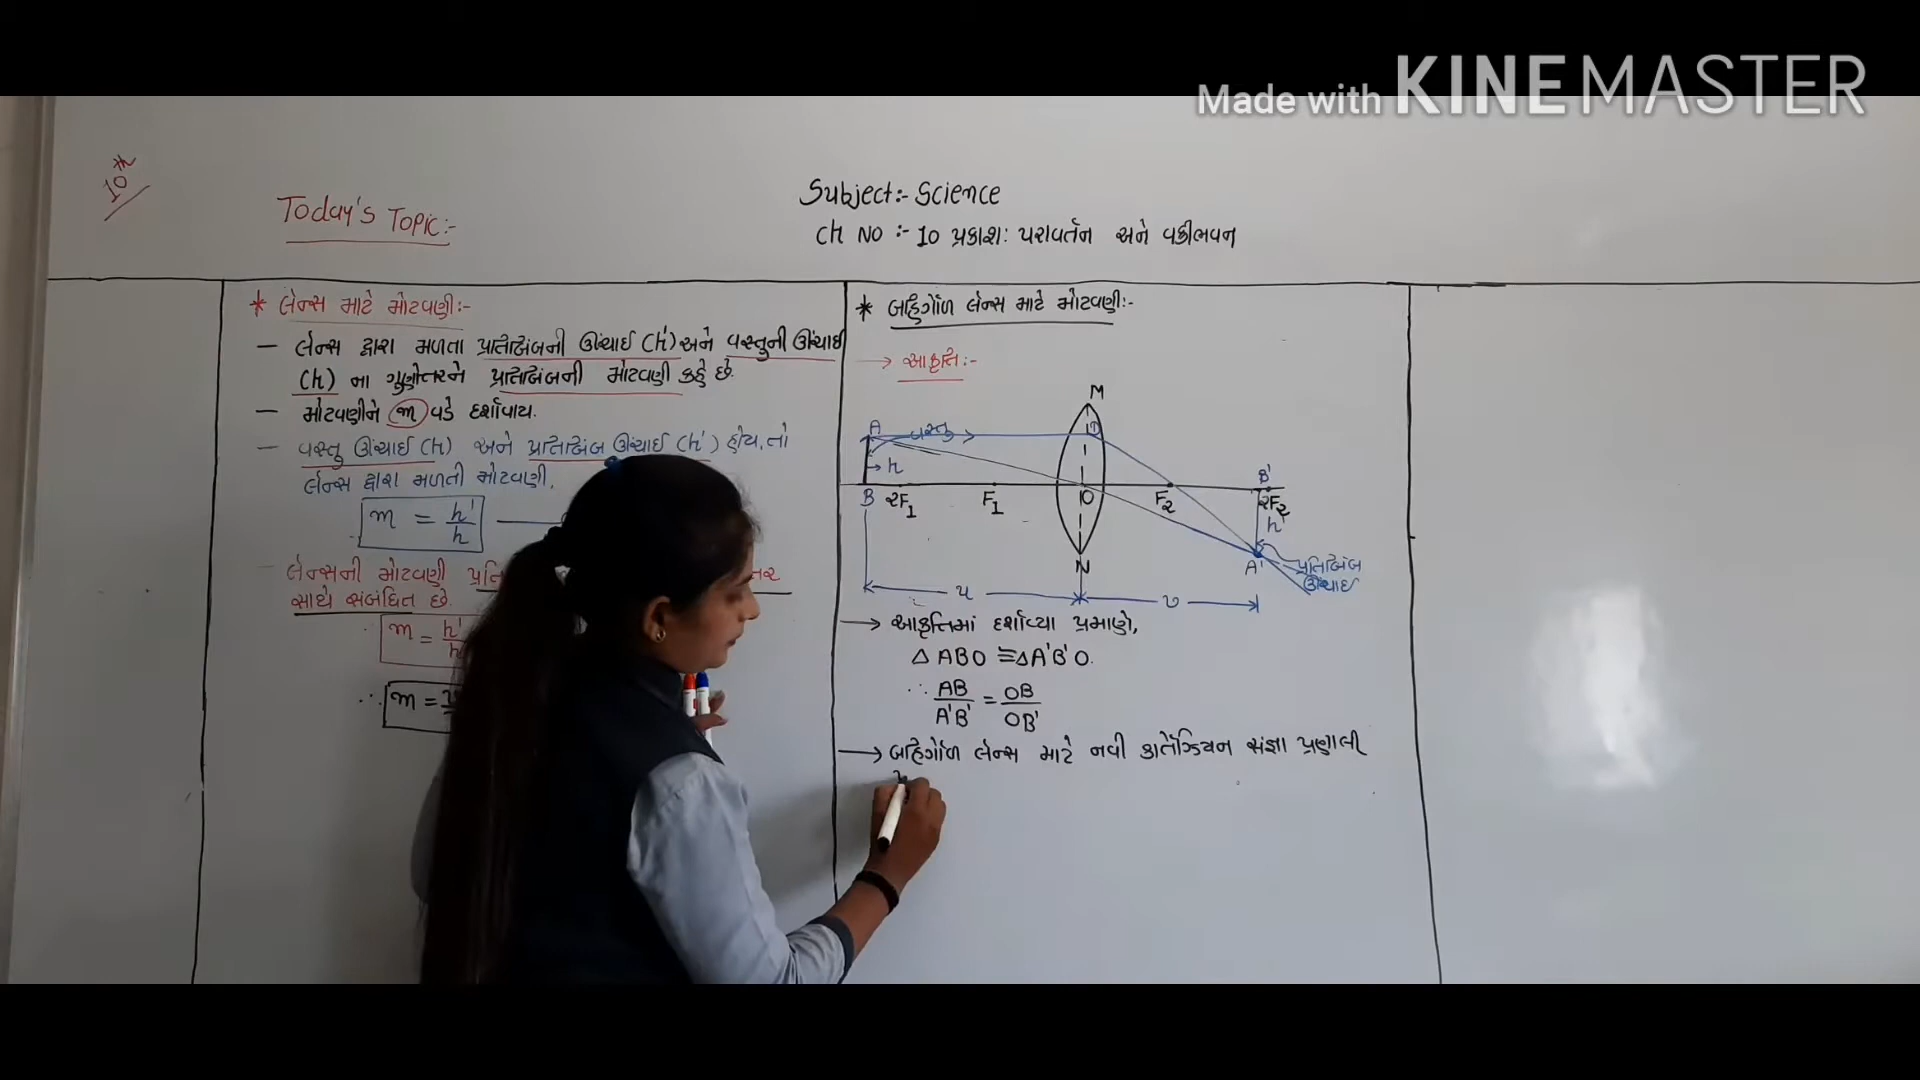 Made with KINEMASTER
10th
Today's Topic:-
Subject:- Science
Ch No :- 10 પ્રકાશ: પરાવર્તન અને વક્રીભવન
* લેન્સ માટે મોટવણી:-
– લેન્સ દ્વારા મળતા પ્રતિબિંબની ઊંચાઈ (h') અને વસ્તુની ઊંચાઈ
(h) ના ગુણોત્તરને પ્રતિબિંબની મોટવણી કહે છે.
– મોટવણીને m વડે દર્શાવાય.
– વસ્તુ ઊંચાઈ (h) અને પ્રતિબિંબ ઊંચાઈ (h') હોય, તો
લેન્સ દ્વારા મળતી મોટવણી,
m = h'/h
– લેન્સની મોટવણી
સાથે સંબંધિત છે.
m = h'/h
∴ m =
* બહિર્ગોળ લેન્સ માટે મોટવણી:-
→ આકૃતિ:-
M
A વસ્તુ D
→ h
B'
B 2F1 F1 O F2 2F2
h'
N A' પ્રતિબિંબ
ઊંચાઈ
u v
→ આકૃતિમાં દર્શાવ્યા પ્રમાણે,
△ ABO ≅ △A'B'O.
∴ AB/A'B' = OB/OB'
→ બહિર્ગોળ લેન્સ માટે નવી કાર્તેઝિયન સંજ્ઞા પ્રણાલી